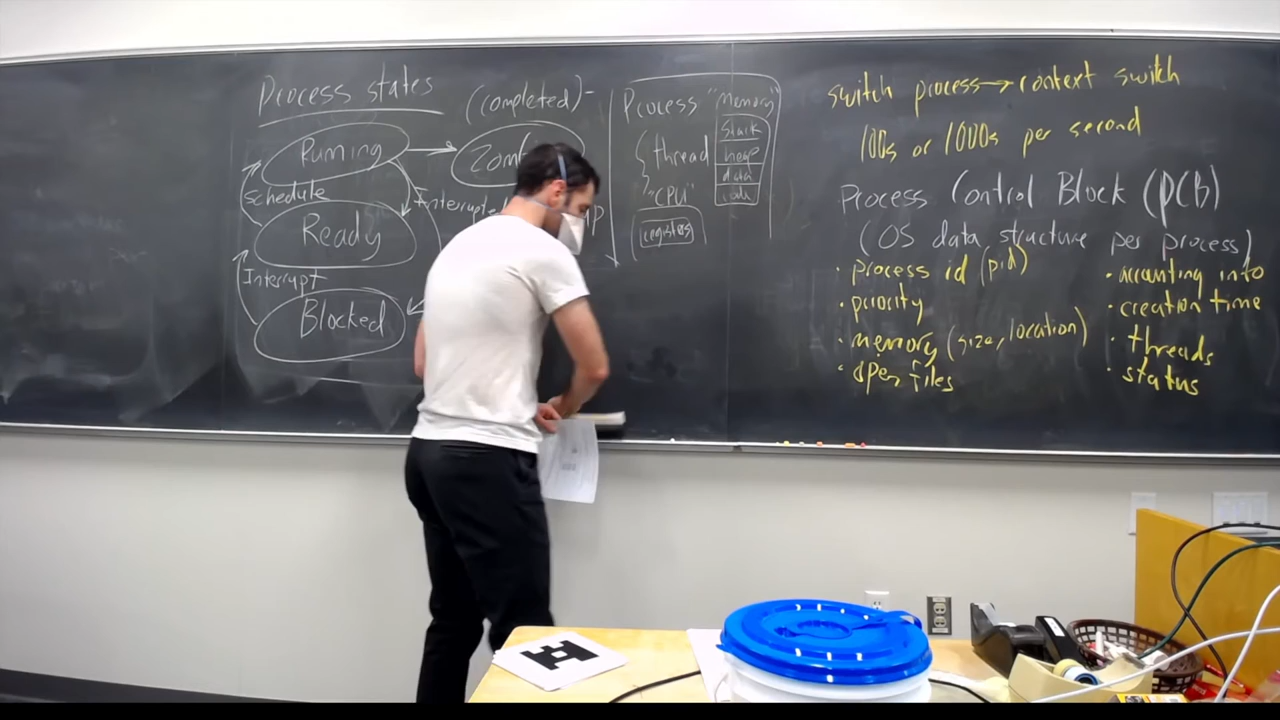 Process states
(completed)-
Running
Zom
Schedule
Interrupted
Ready
Interrupt
Blocked
Process "Memory"
stack
thread
heap
data
"CPU"
code
registers
switch process → context switch
100s or 1000s per second
Process Control Block (PCB)
(OS data structure per process)
· process id (pid)
· priority
· memory (size, location)
· open files
· accounting info
· creation time
· threads
· status